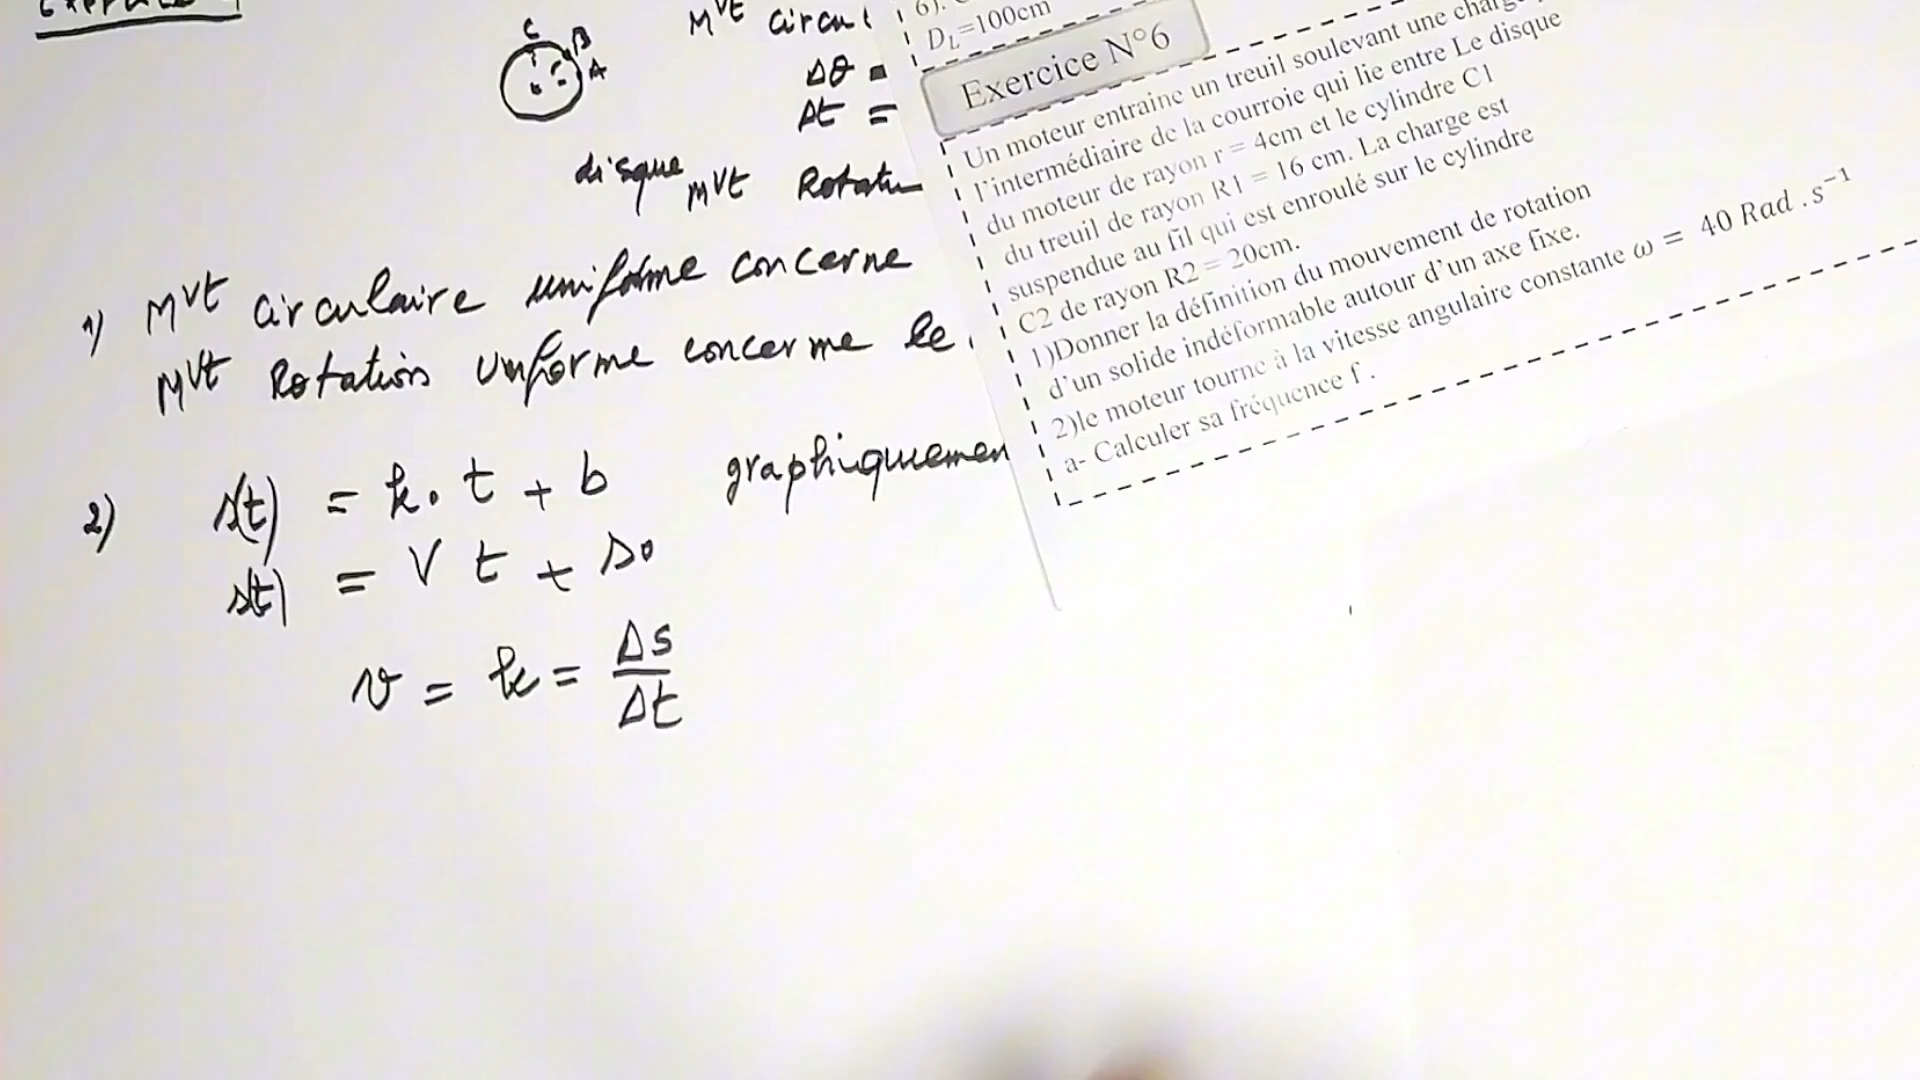 C
B
A
Mvt circul
Δθ =
Δt =
disque Mvt Rotatn
1) Mvt circulaire uniforme concerne
Mvt Rotation Uniforme concerne le
2) s(t) = k. t + b graphiquemen
s(t) = V t + s0
v = k = Δs/Δt
6).
D_L=100cm
Exercice N°6
Un moteur entraine un treuil soulevant une charge
l'intermédiaire de la courroie qui lie entre Le disque
du moteur de rayon r = 4cm et le cylindre C1
du treuil de rayon R1 = 16 cm. La charge est
suspendue au fil qui est enroulé sur le cylindre
C2 de rayon R2 = 20cm.
1)Donner la définition du mouvement de rotation
d'un solide indéformable autour d'un axe fixe.
2)le moteur tourne à la vitesse angulaire constante ω = 40 Rad . s⁻¹
a- Calculer sa fréquence f .